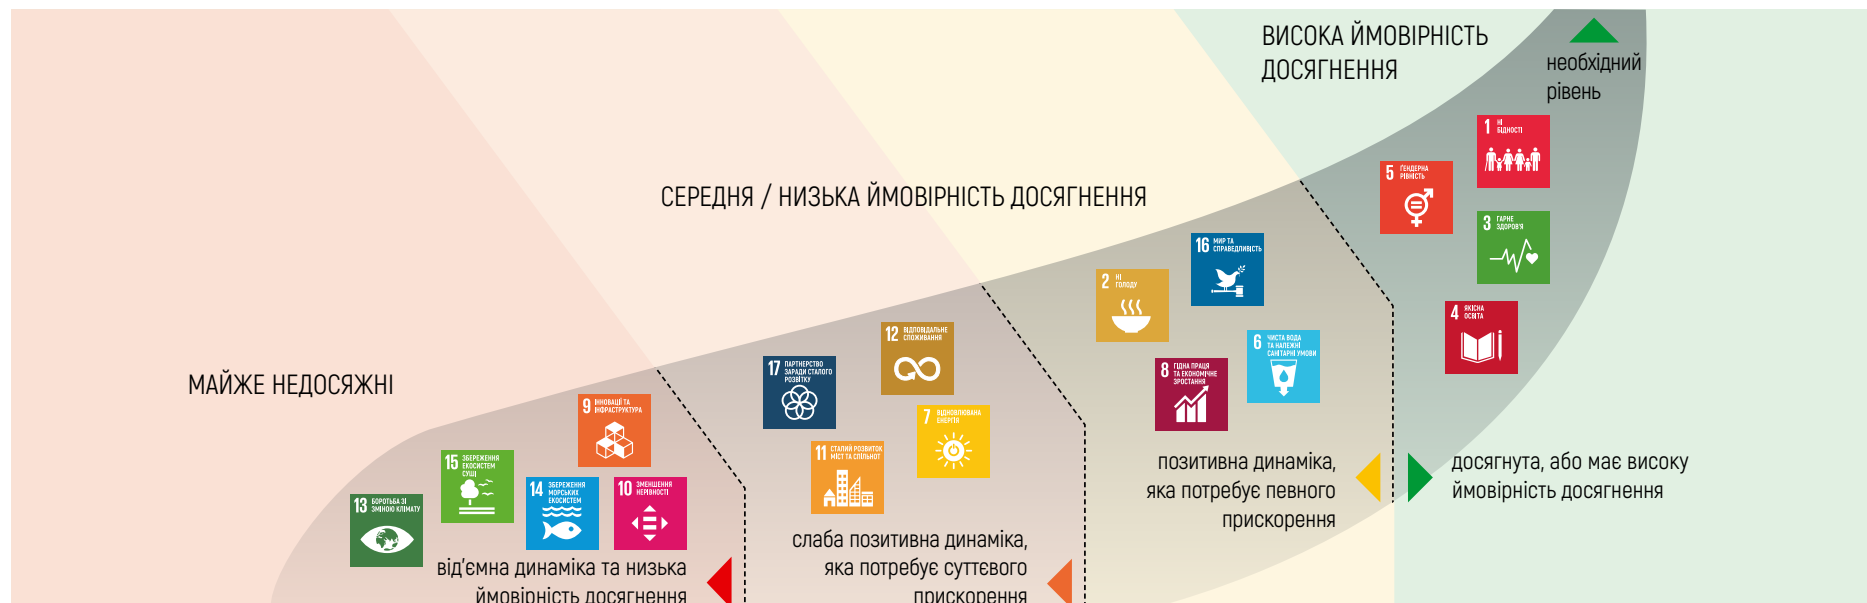 ВИСОКА ЙМОВІРНІСТЬ
ДОСЯГНЕННЯ
необхідний
рівень
1 НІ
БІДНОСТІ
5 ҐЕНДЕРНА
РІВНІСТЬ
СЕРЕДНЯ / НИЗЬКА ЙМОВІРНІСТЬ ДОСЯГНЕННЯ
3 ГАРНЕ
ЗДОРОВ'Я
16 МИР ТА
СПРАВЕДЛИВІСТЬ
2 НІ
ГОЛОДУ
4 ЯКІСНА
ОСВІТА
12 ВІДПОВІДАЛЬНЕ
СПОЖИВАННЯ
6 ЧИСТА ВОДА
ТА НАЛЕЖНІ
САНІТАРНІ УМОВИ
17 ПАРТНЕРСТВО
ЗАРАДИ СТАЛОГО
РОЗВИТКУ
8 ГІДНА ПРАЦЯ
ТА ЕКОНОМІЧНЕ
ЗРОСТАННЯ
МАЙЖЕ НЕДОСЯЖНІ
9 ІННОВАЦІЇ ТА
ІНФРАСТРУКТУРА
7 ВІДНОВЛЮВАНА
ЕНЕРГІЯ
11 СТАЛИЙ РОЗВИТОК
МІСТ ТА СПІЛЬНОТ
15 ЗБЕРЕЖЕННЯ
ЕКОСИСТЕМ
СУШІ
14 ЗБЕРЕЖЕННЯ
МОРСЬКИХ
ЕКОСИСТЕМ
10 ЗМЕНШЕННЯ
НЕРІВНОСТІ
13 БОРОТЬБА ЗІ
ЗМІНОЮ КЛІМАТУ
позитивна динаміка,
яка потребує певного
прискорення
досягнута, або має високу
ймовірність досягнення
слаба позитивна динаміка,
яка потребує суттєвого
прискорення
від'ємна динаміка та низька
ймовірність досягнення